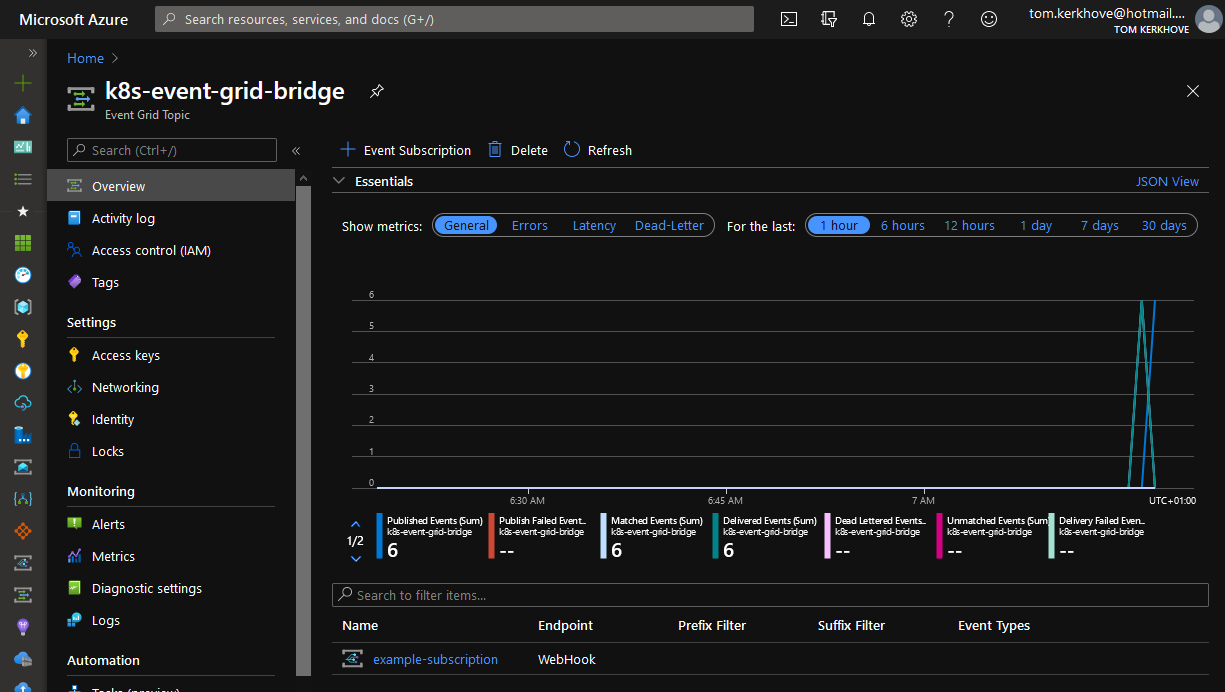 Microsoft Azure
Search resources, services, and docs (G+/)
tom.kerkhove@hotmail....
TOM KERKHOVE
Home
k8s-event-grid-bridge
Event Grid Topic
Search (Ctrl+/)
Overview
Activity log
Access control (IAM)
Tags
Settings
Access keys
Networking
Identity
Locks
Monitoring
Alerts
Metrics
Diagnostic settings
Logs
Automation
Tasks (preview)
Event Subscription Delete Refresh
Essentials JSON View
Show metrics: General Errors Latency Dead-Letter For the last: 1 hour 6 hours 12 hours 1 day 7 days 30 days
6
5
4
3
2
1
0
6:30 AM 6:45 AM 7 AM UTC+01:00
1/2
Published Events (Sum)
k8s-event-grid-bridge
6
Publish Failed Event..
k8s-event-grid-bridge
--
Matched Events (Sum)
k8s-event-grid-bridge
6
Delivered Events (Sum)
k8s-event-grid-bridge
6
Dead Lettered Events..
k8s-event-grid-bridge
--
Unmatched Events (Sum)
k8s-event-grid-bridge
--
Delivery Failed Even..
k8s-event-grid-bridge
--
Search to filter items...
Name Endpoint Prefix Filter Suffix Filter Event Types
example-subscription WebHook